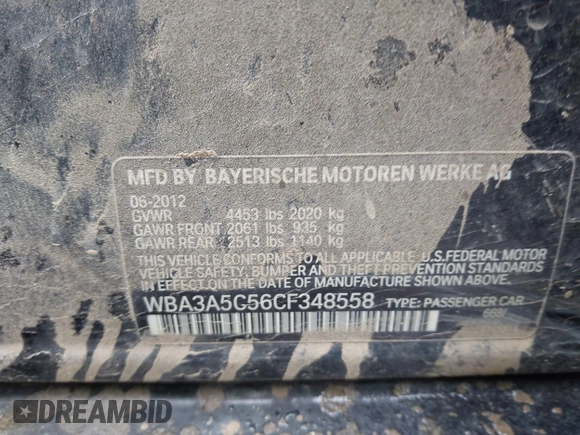 MFD BY BAYERISCHE MOTOREN WERKE AG
06-2012
GVWR 4453 lbs 2020 kg
GAWR FRONT 2061 lbs 935 kg
GAWR REAR 2513 lbs 1140 kg
THIS VEHICLE CONFORMS TO ALL APPLICABLE U.S.FEDERAL MOTOR
VEHICLE SAFETY, BUMPER AND THEFT PREVENTION STANDARDS
IN EFFECT ON THE DATE OF MANUFACTURE SHOWN ABOVE.
WBA3A5G56CF348558 TYPE: PASSENGER CAR
DREAMBID